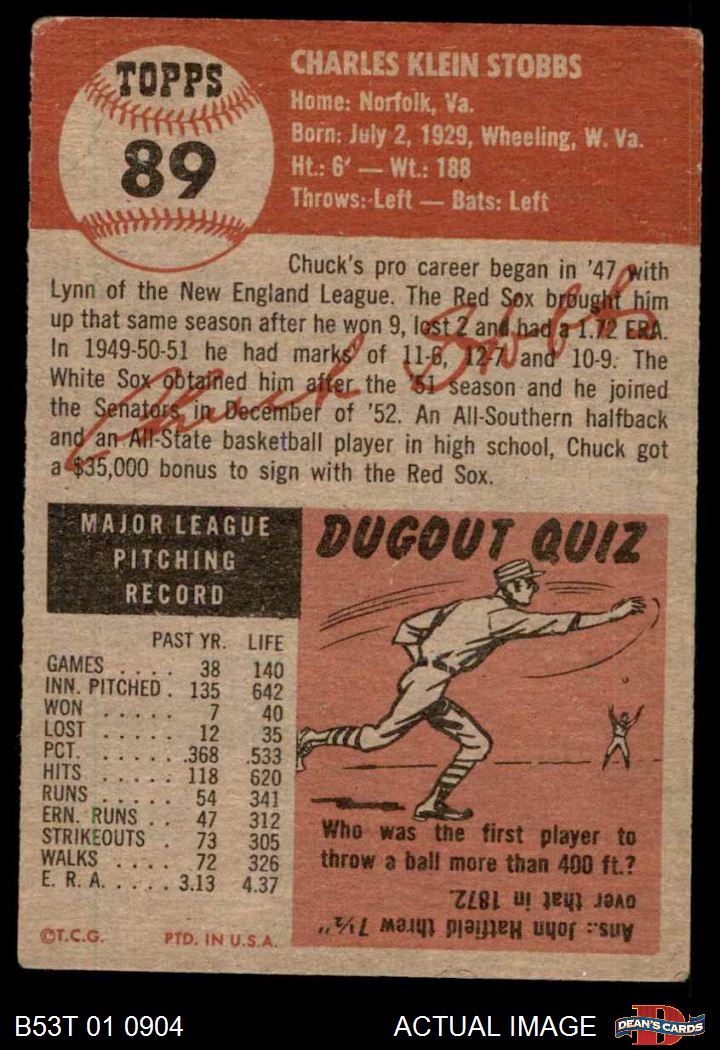 TOPPS
89
CHARLES KLEIN STOBBS
Home: Norfolk, Va.
Born: July 2, 1929, Wheeling, W. Va.
Ht.: 6' — Wt.: 188
Throws: Left — Bats: Left
Chuck's pro career began in '47 with
Lynn of the New England League. The Red Sox brought him
up that same season after he won 9, lost 2 and had a 1.72 ERA.
In 1949-50-51 he had marks of 11-6, 12-7 and 10-9. The
White Sox obtained him after the '51 season and he joined
the Senators in December of '52. An All-Southern halfback
and an All-State basketball player in high school, Chuck got
a $35,000 bonus to sign with the Red Sox.
Chuck Stobbs
MAJOR LEAGUE
PITCHING
RECORD
PAST YR. LIFE
GAMES .... 38 140
INN. PITCHED . 135 642
WON ..... 7 40
LOST ..... 12 35
PCT. ..... .368 .533
HITS ..... 118 620
RUNS ..... 54 341
ERN. RUNS .. 47 312
STRIKEOUTS . 73 305
WALKS .... 72 326
E. R. A. .... 3.13 4.37
©T.C.G. PTD. IN U.S.A.
DUGOUT QUIZ
Who was the first player to
throw a ball more than 400 ft.?
Ans.: John Hatfield threw 7½"
over that in 1872.
B53T 01 0904
ACTUAL IMAGE
DEAN'S CARDS